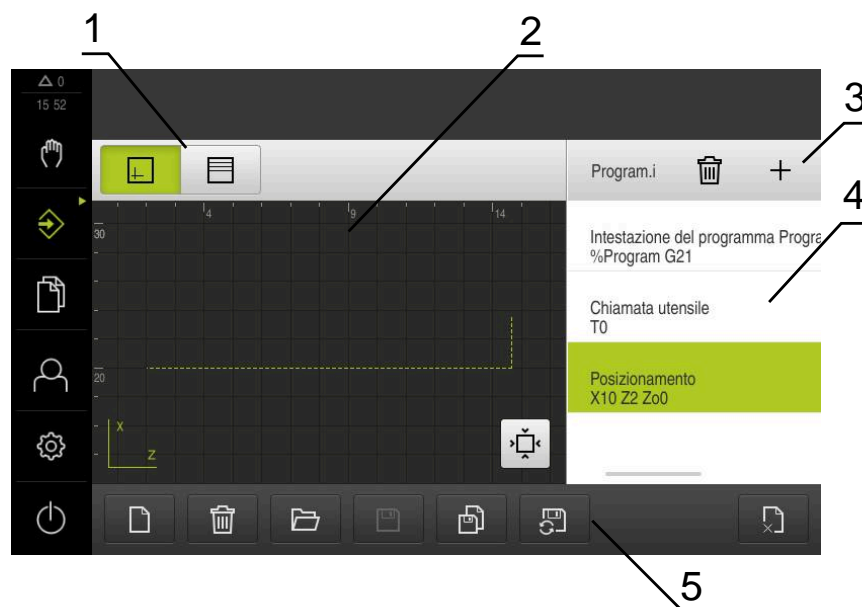 1
2
3
4
5
0
15 52
Program.i
4
9
14
30
20
X
Z
Intestazione del programma Progra
%Program G21
Chiamata utensile
T0
Posizionamento
X10 Z2 Zo0